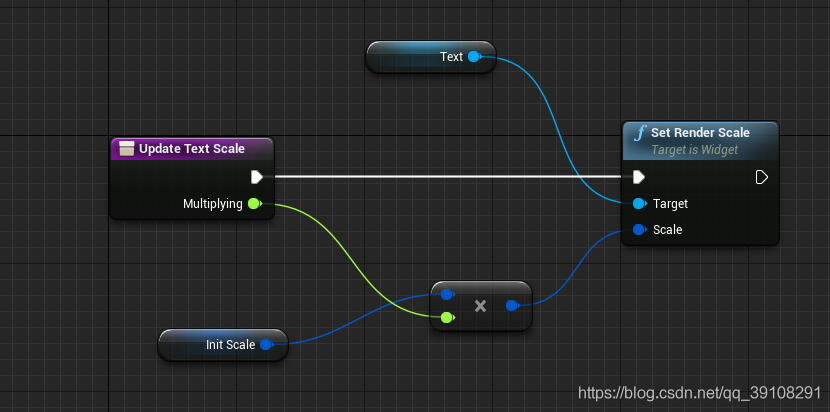 Text
Update Text Scale
Multiplying
f Set Render Scale
Target is Widget
Target
Scale
×
Init Scale
https://blog.csdn.net/qq_39108291